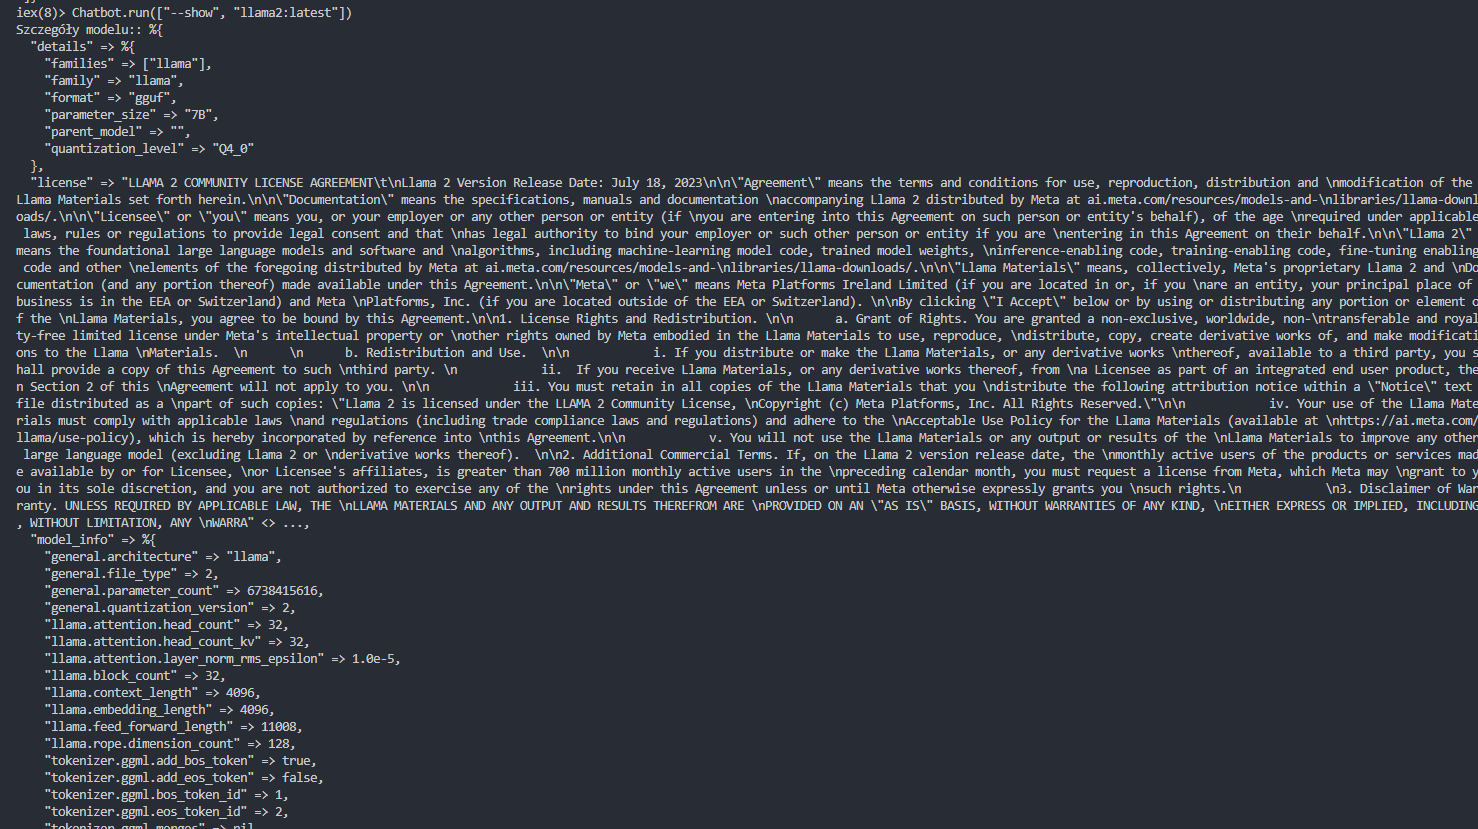 iex(8)> Chatbot.run(["--show", "llama2:latest"])
Szczegóły modelu:: %{
  "details" => %{
    "families" => ["llama"],
    "family" => "llama",
    "format" => "gguf",
    "parameter_size" => "7B",
    "parent_model" => "",
    "quantization_level" => "Q4_0"
  },
  "license" => "LLAMA 2 COMMUNITY LICENSE AGREEMENT\t\nLlama 2 Version Release Date: July 18, 2023\n\n\"Agreement\" means the terms and conditions for use, reproduction, distribution and \nmodification of the
Llama Materials set forth herein.\n\n\"Documentation\" means the specifications, manuals and documentation \naccompanying Llama 2 distributed by Meta at ai.meta.com/resources/models-and-\nlibraries/llama-downl
oads/.\n\n\"Licensee\" or \"you\" means you, or your employer or any other person or entity (if \nyou are entering into this Agreement on such person or entity's behalf), of the age \nrequired under applicable
 laws, rules or regulations to provide legal consent and that \nhas legal authority to bind your employer or such other person or entity if you are \nentering in this Agreement on their behalf.\n\n\"Llama 2\"
means the foundational large language models and software and \nalgorithms, including machine-learning model code, trained model weights, \ninference-enabling code, training-enabling code, fine-tuning enabling
 code and other \nelements of the foregoing distributed by Meta at ai.meta.com/resources/models-and-\nlibraries/llama-downloads/.\n\n\"Llama Materials\" means, collectively, Meta's proprietary Llama 2 and \nDo
cumentation (and any portion thereof) made available under this Agreement.\n\n\"Meta\" or \"we\" means Meta Platforms Ireland Limited (if you are located in or, if you \nare an entity, your principal place of
business is in the EEA or Switzerland) and Meta \nPlatforms, Inc. (if you are located outside of the EEA or Switzerland). \n\nBy clicking \"I Accept\" below or by using or distributing any portion or element o
f the \nLlama Materials, you agree to be bound by this Agreement.\n\n1. License Rights and Redistribution. \n\n      a. Grant of Rights. You are granted a non-exclusive, worldwide, non-\ntransferable and royal
ty-free limited license under Meta's intellectual property or \nother rights owned by Meta embodied in the Llama Materials to use, reproduce, \ndistribute, copy, create derivative works of, and make modificati
ons to the Llama \nMaterials.  \n      \n      b. Redistribution and Use.  \n\n            i. If you distribute or make the Llama Materials, or any derivative works \nthereof, available to a third party, you s
hall provide a copy of this Agreement to such \nthird party. \n            ii.  If you receive Llama Materials, or any derivative works thereof, from \na Licensee as part of an integrated end user product, the
n Section 2 of this \nAgreement will not apply to you. \n\n            iii. You must retain in all copies of the Llama Materials that you \ndistribute the following attribution notice within a \"Notice\" text
file distributed as a \npart of such copies: \"Llama 2 is licensed under the LLAMA 2 Community License, \nCopyright (c) Meta Platforms, Inc. All Rights Reserved.\"\n\n            iv. Your use of the Llama Mate
rials must comply with applicable laws \nand regulations (including trade compliance laws and regulations) and adhere to the \nAcceptable Use Policy for the Llama Materials (available at \nhttps://ai.meta.com/
llama/use-policy), which is hereby incorporated by reference into \nthis Agreement.\n\n            v. You will not use the Llama Materials or any output or results of the \nLlama Materials to improve any other
 large language model (excluding Llama 2 or \nderivative works thereof).  \n\n2. Additional Commercial Terms. If, on the Llama 2 version release date, the \nmonthly active users of the products or services mad
e available by or for Licensee, \nor Licensee's affiliates, is greater than 700 million monthly active users in the \npreceding calendar month, you must request a license from Meta, which Meta may \ngrant to y
ou in its sole discretion, and you are not authorized to exercise any of the \nrights under this Agreement unless or until Meta otherwise expressly grants you \nsuch rights.\n            \n3. Disclaimer of War
ranty. UNLESS REQUIRED BY APPLICABLE LAW, THE \nLLAMA MATERIALS AND ANY OUTPUT AND RESULTS THEREFROM ARE \nPROVIDED ON AN \"AS IS\" BASIS, WITHOUT WARRANTIES OF ANY KIND, \nEITHER EXPRESS OR IMPLIED, INCLUDING
, WITHOUT LIMITATION, ANY \nWARRA" <> ...,
  "model_info" => %{
    "general.architecture" => "llama",
    "general.file_type" => 2,
    "general.parameter_count" => 6738415616,
    "general.quantization_version" => 2,
    "llama.attention.head_count" => 32,
    "llama.attention.head_count_kv" => 32,
    "llama.attention.layer_norm_rms_epsilon" => 1.0e-5,
    "llama.block_count" => 32,
    "llama.context_length" => 4096,
    "llama.embedding_length" => 4096,
    "llama.feed_forward_length" => 11008,
    "llama.rope.dimension_count" => 128,
    "tokenizer.ggml.add_bos_token" => true,
    "tokenizer.ggml.add_eos_token" => false,
    "tokenizer.ggml.bos_token_id" => 1,
    "tokenizer.ggml.eos_token_id" => 2,
    "tokenizer.ggml.merges" => nil